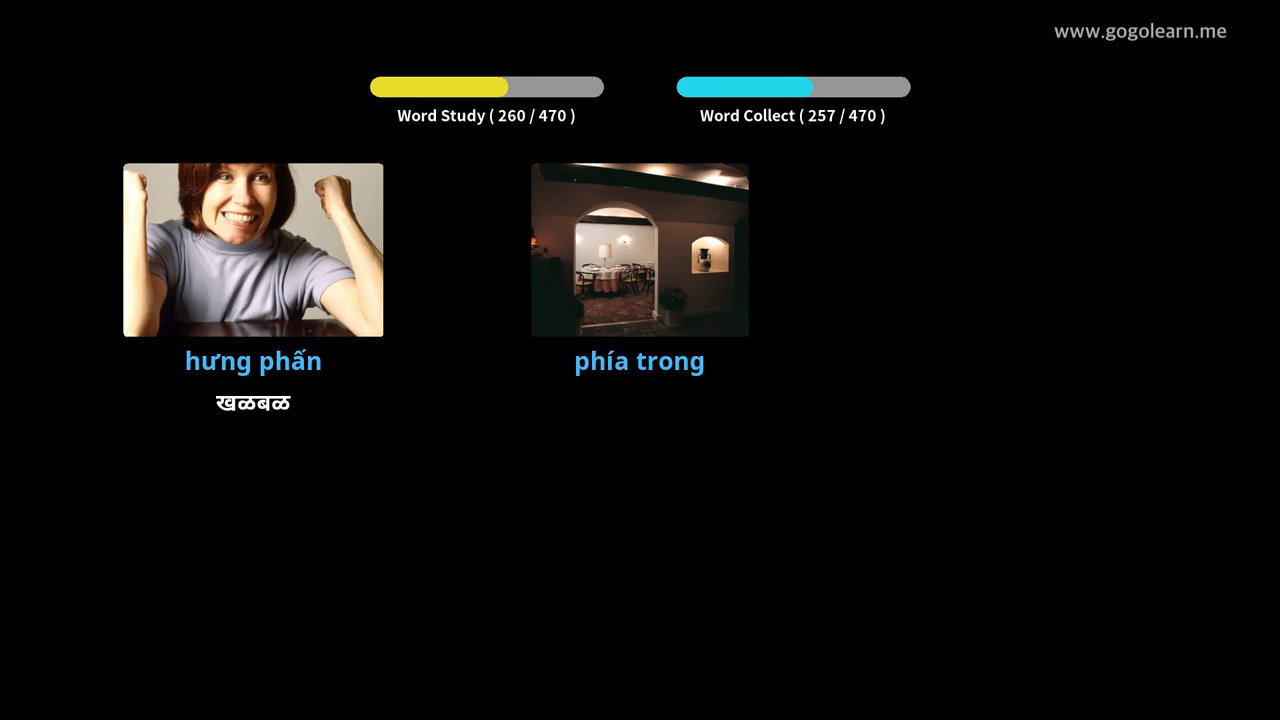 www.gogolearn.me
Word Study ( 260 / 470 )
Word Collect ( 257 / 470 )
hưng phấn
phía trong
खळबळ